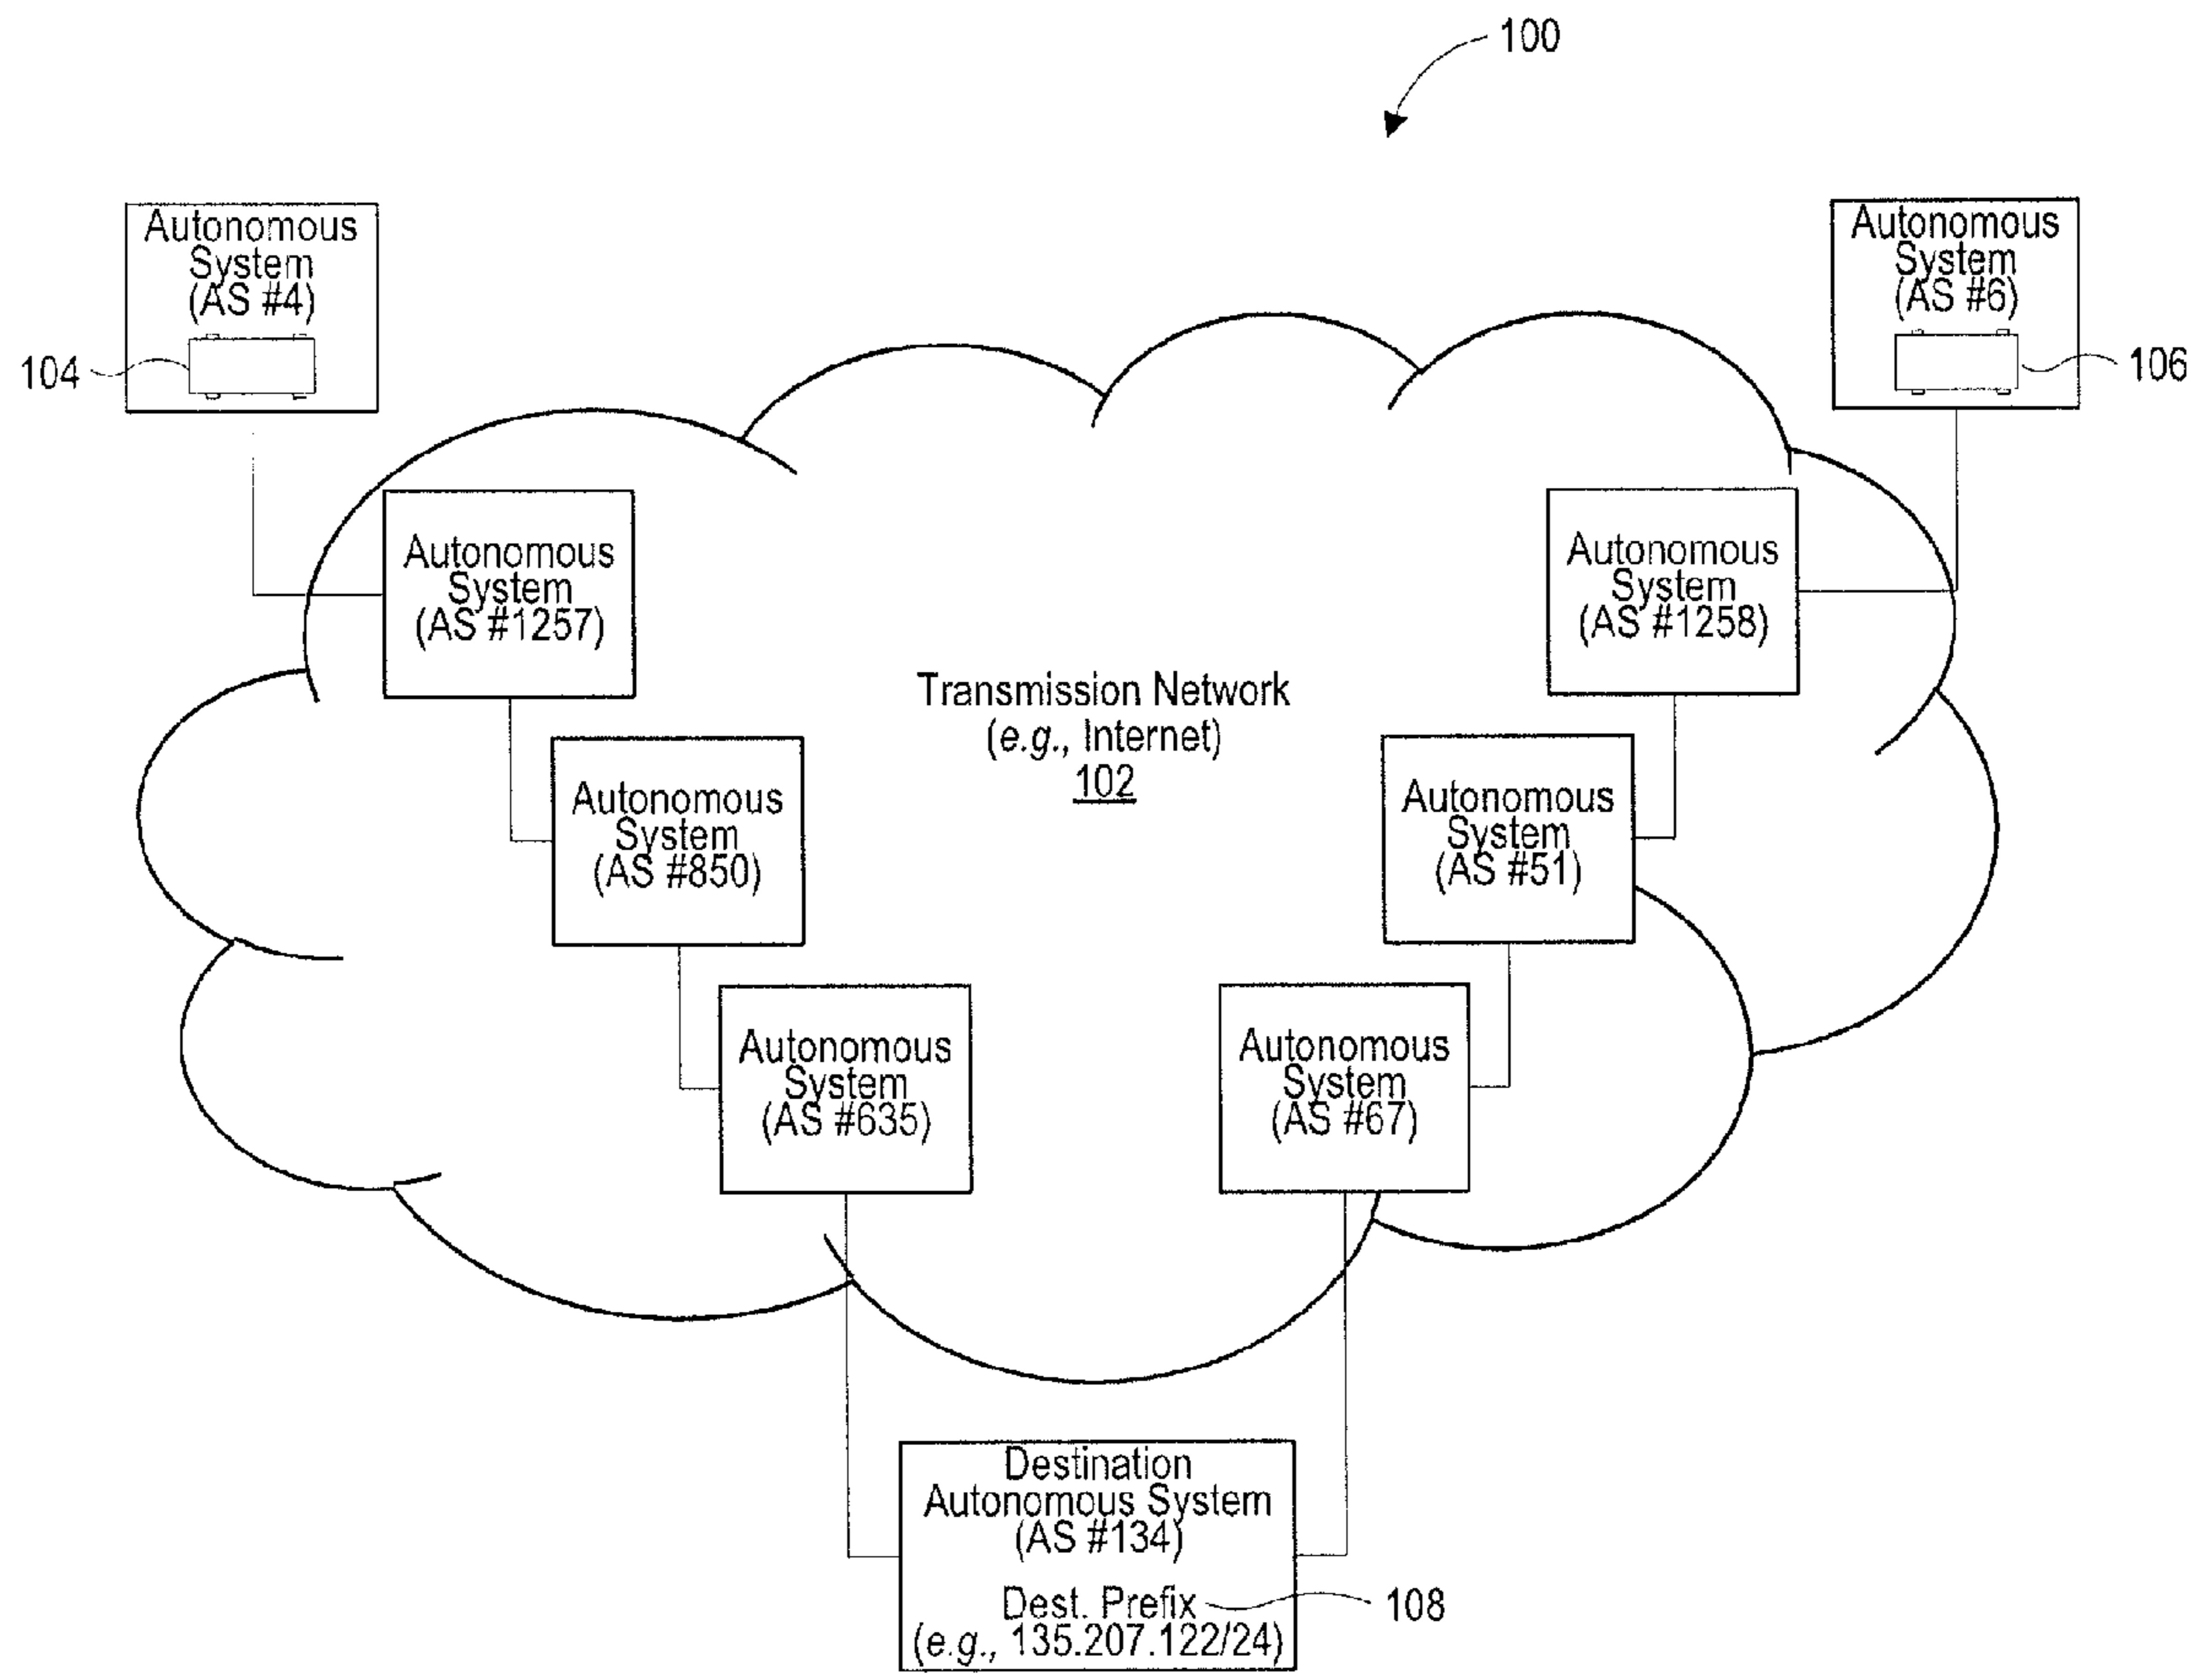 100
Autonomous
System
(AS #4)
104
Autonomous
System
(AS #6)
106
Autonomous
System
(AS #1257)
Autonomous
System
(AS #1258)
Transmission Network
(e.g., Internet)
102
Autonomous
System
(AS #850)
Autonomous
System
(AS #51)
Autonomous
System
(AS #635)
Autonomous
System
(AS #67)
Destination
Autonomous System
(AS #134)
Dest. Prefix
108
(e.g., 135.207.122/24)